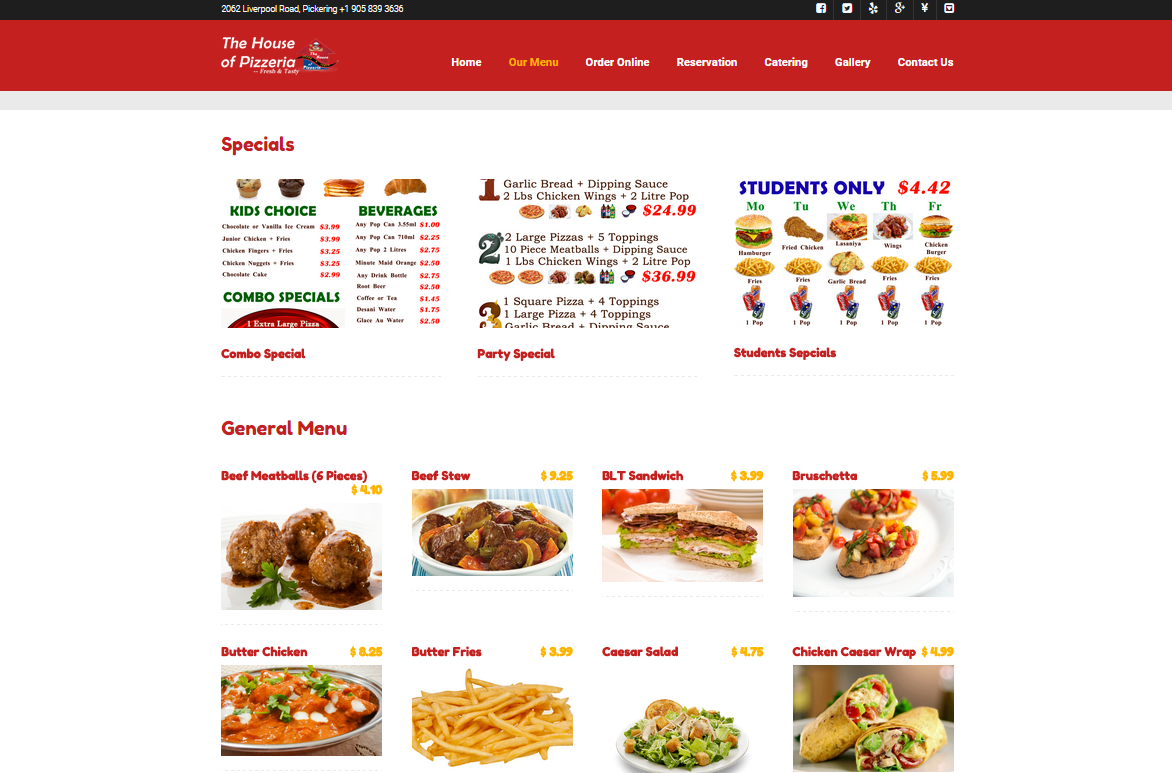 2062 Liverpool Road, Pickering +1 905 839 3636
The House
of Pizzeria
-- Fresh & Tasty
Home
Our Menu
Order Online
Reservation
Catering
Gallery
Contact Us
Specials
KIDS CHOICE
Chocolate or Vanilla Ice Cream $3.99
Junior Chicken + Fries $3.99
Chicken Fingers + Fries $3.25
Chicken Nuggets + Fries $3.25
Chocolate Cake $2.99
COMBO SPECIALS
1 Extra Large Pizza
BEVERAGES
Any Pop Can 3.55ml $1.00
Any Pop Can 710ml $2.25
Any Pop 2 Litres $2.75
Minute Maid Orange $2.50
Any Drink Bottle $2.75
Root Beer $2.50
Coffee or Tea $1.45
Desani Water $1.75
Glace Au Water $2.50
Combo Special
1 Garlic Bread + Dipping Sauce
2 Lbs Chicken Wings + 2 Litre Pop
$24.99
2 2 Large Pizzas + 5 Toppings
10 Piece Meatballs + Dipping Sauce
1 Lbs Chicken Wings + 2 Litre Pop
$36.99
3 1 Square Pizza + 4 Toppings
1 Large Pizza + 4 Toppings
Garlic Bread + Dipping Sauce
Party Special
STUDENTS ONLY $4.42
Mo Tu We Th Fr
Hamburger Fried Chicken Lasaniya Wings Chicken
Burger
Fries Fries Garlic Bread Fries Fries
1 Pop 1 Pop 1 Pop 1 Pop 1 Pop
Students Sepcials
General Menu
Beef Meatballs (6 Pieces)
$ 4.10
Beef Stew $ 9.25
BLT Sandwich $ 3.99
Bruschetta $ 5.99
Butter Chicken $ 8.25
Butter Fries $ 3.99
Caesar Salad $ 4.75
Chicken Caesar Wrap $ 4.99